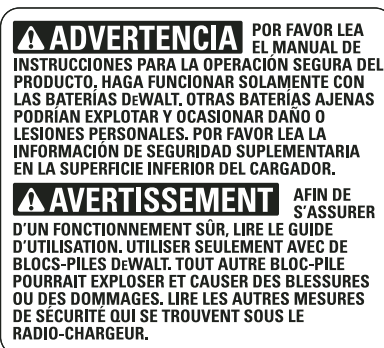 ADVERTENCIA POR FAVOR LEA
EL MANUAL DE
INSTRUCCIONES PARA LA OPERACIÓN SEGURA DEL
PRODUCTO, HAGA FUNCIONAR SOLAMENTE CON
LAS BATERÍAS DEWALT. OTRAS BATERÍAS AJENAS
PODRÍAN EXPLOTAR Y OCASIONAR DAÑO O
LESIONES PERSONALES. POR FAVOR LEA LA
INFORMACIÓN DE SEGURIDAD SUPLEMENTARIA
EN LA SUPERFICIE INFERIOR DEL CARGADOR.
AVERTISSEMENT AFIN DE
S'ASSURER
D'UN FONCTIONNEMENT SÛR, LIRE LE GUIDE
D'UTILISATION. UTILISER SEULEMENT AVEC DE
BLOCS-PILES DEWALT. TOUT AUTRE BLOC-PILE
POURRAIT EXPLOSER ET CAUSER DES BLESSURES
OU DES DOMMAGES. LIRE LES AUTRES MESURES
DE SÉCURITÉ QUI SE TROUVENT SOUS LE
RADIO-CHARGEUR.